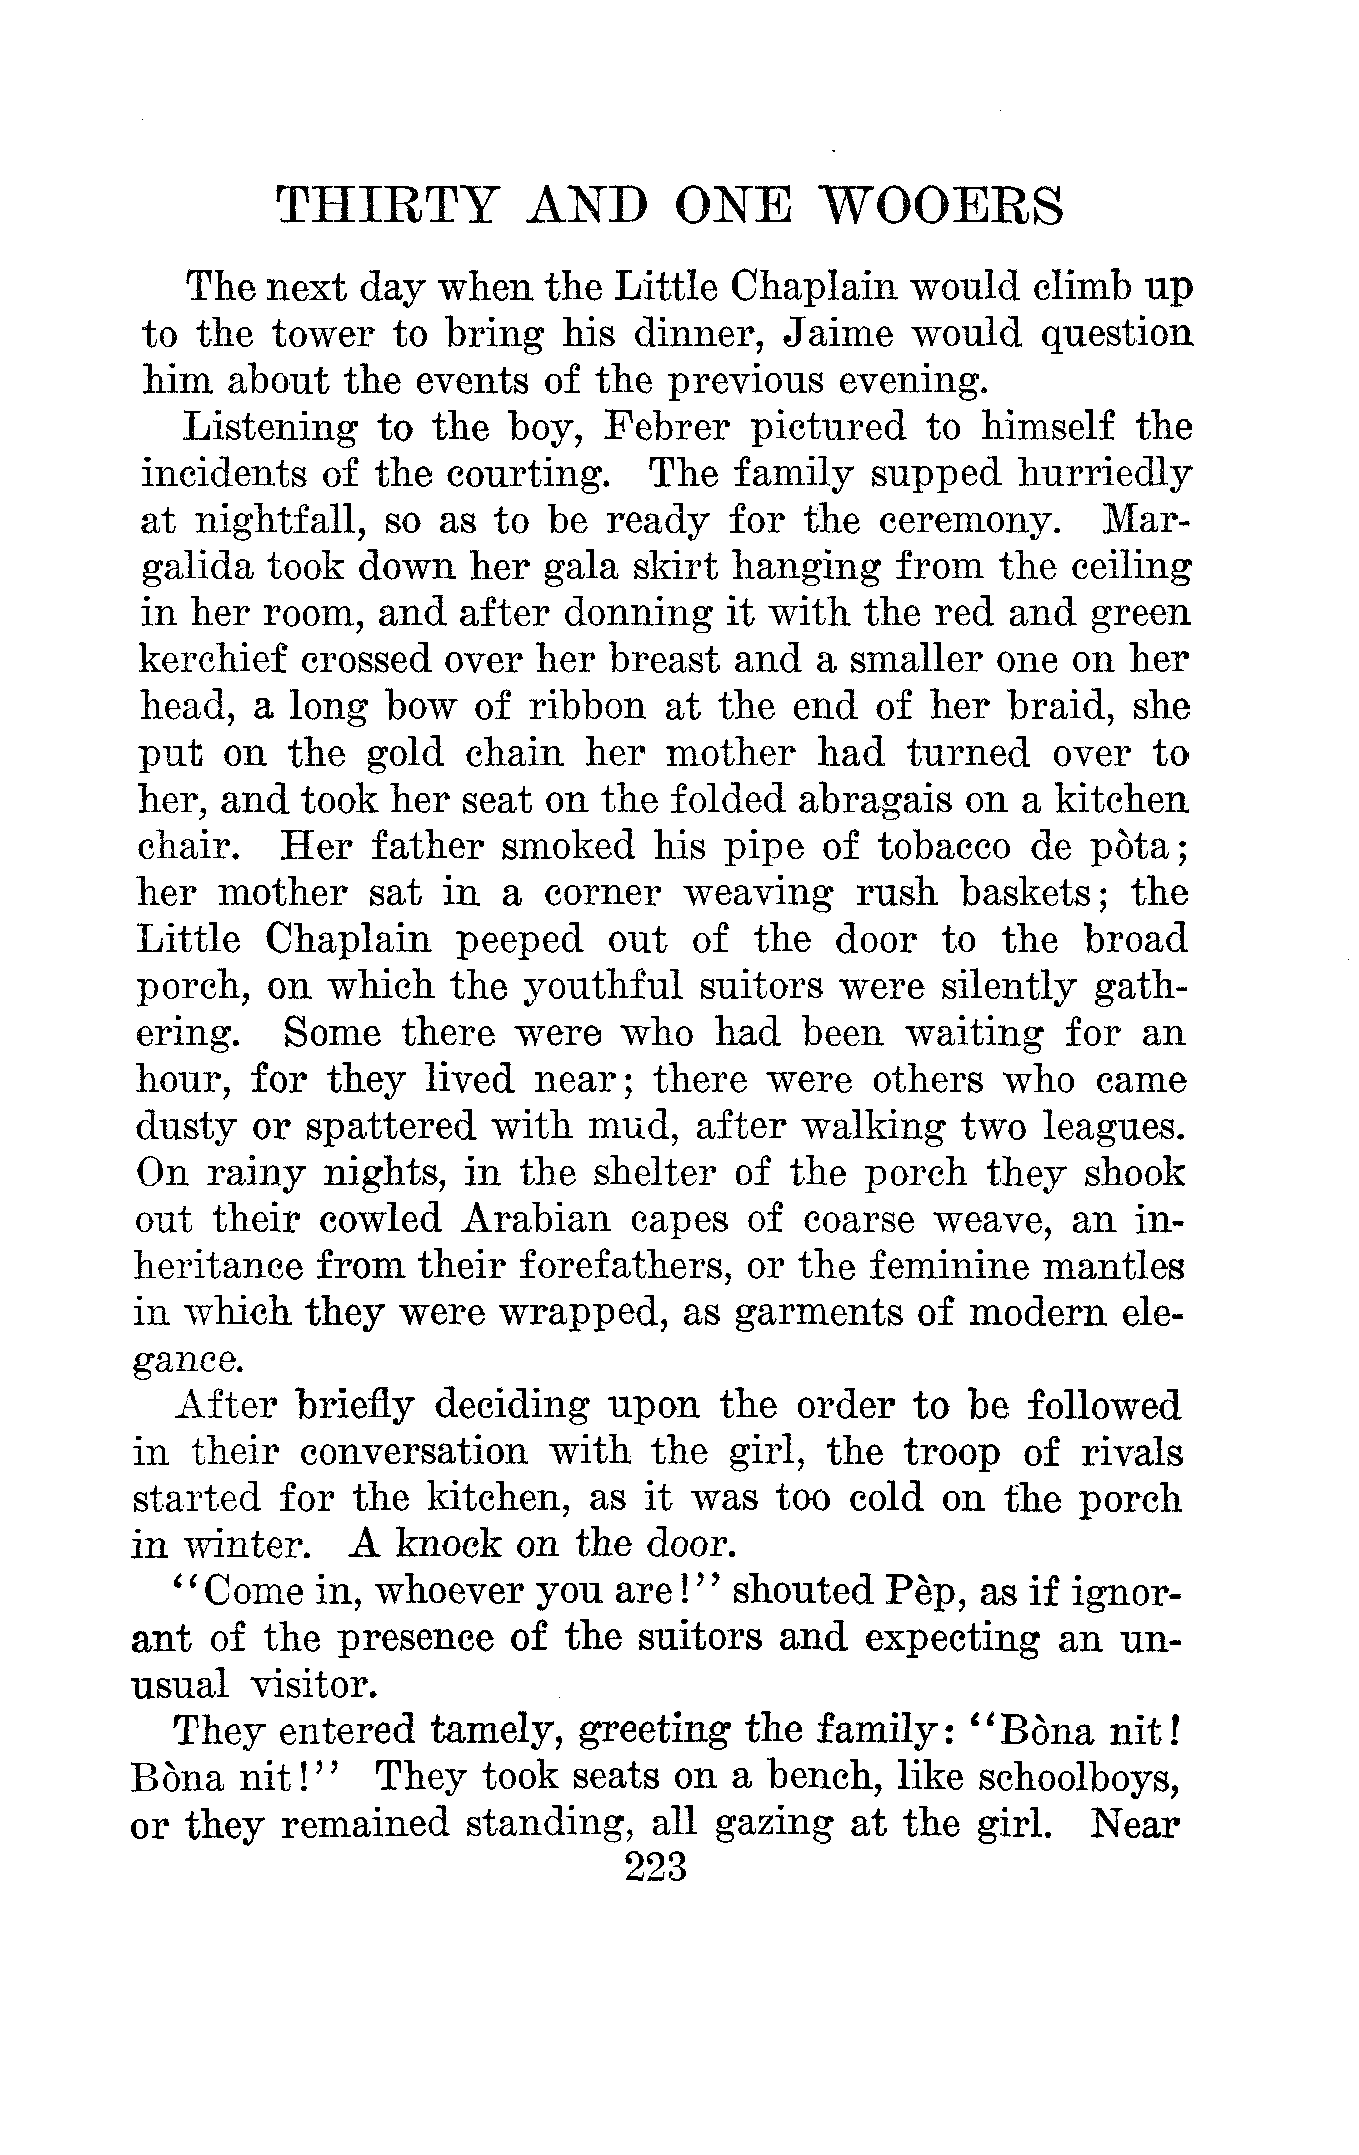 THIRTY AND ONE WOOERS
The next day when the Little Chaplain would climb up
to the tower to bring his dinner, Jaime would question
him about the events of the previous evening.
Listening to the boy, Febrer pictured to himself the
incidents of the courting. The family supped hurriedly
at nightfall, so as to be ready for the ceremony. Mar-
galida took down her gala skirt hanging from the ceiling
in her room, and after donning it with the red and green
kerchief crossed over her breast and a smaller one on her
head, a long bow of ribbon at the end of her braid, she
put on the gold chain her mother had turned over to
her, and took her seat on the folded abragais on a kitchen
chair. Her father smoked his pipe of tobacco de pòta;
her mother sat in a corner weaving rush baskets; the
Little Chaplain peeped out of the door to the broad
porch, on which the youthful suitors were silently gath-
ering. Some there were who had been waiting for an
hour, for they lived near; there were others who came
dusty or spattered with mud, after walking two leagues.
On rainy nights, in the shelter of the porch they shook
out their cowled Arabian capes of coarse weave, an in-
heritance from their forefathers, or the feminine mantles
in which they were wrapped, as garments of modern ele-
gance.
After briefly deciding upon the order to be followed
in their conversation with the girl, the troop of rivals
started for the kitchen, as it was too cold on the porch
in winter. A knock on the door.
"Come in, whoever you are!" shouted Pèp, as if ignor-
ant of the presence of the suitors and expecting an un-
usual visitor.
They entered tamely, greeting the family: "Bòna nit!
Bòna nit!" They took seats on a bench, like schoolboys,
or they remained standing, all gazing at the girl. Near
223